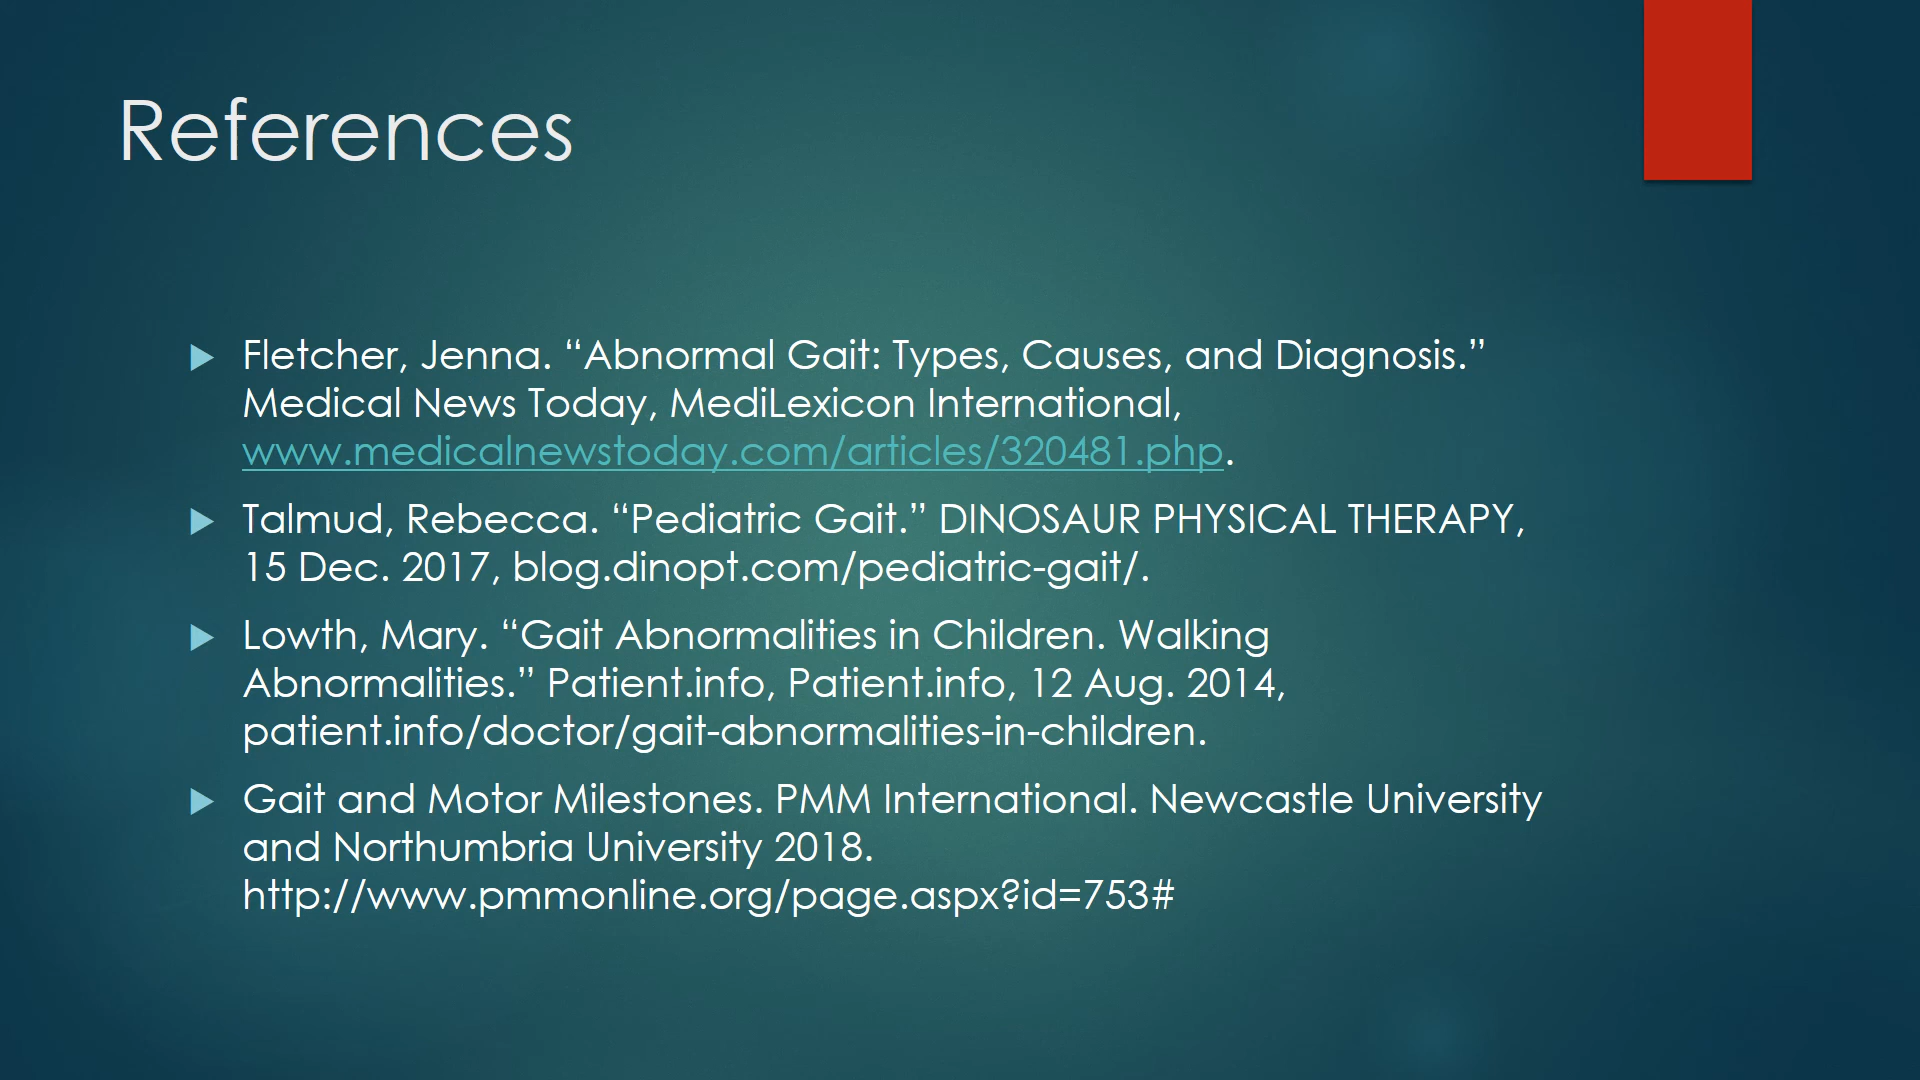 References
Fletcher, Jenna. “Abnormal Gait: Types, Causes, and Diagnosis.”
Medical News Today, MediLexicon International,
www.medicalnewstoday.com/articles/320481.php.
Talmud, Rebecca. “Pediatric Gait.” DINOSAUR PHYSICAL THERAPY,
15 Dec. 2017, blog.dinopt.com/pediatric-gait/.
Lowth, Mary. “Gait Abnormalities in Children. Walking
Abnormalities.” Patient.info, Patient.info, 12 Aug. 2014,
patient.info/doctor/gait-abnormalities-in-children.
Gait and Motor Milestones. PMM International. Newcastle University
and Northumbria University 2018.
http://www.pmmonline.org/page.aspx?id=753#